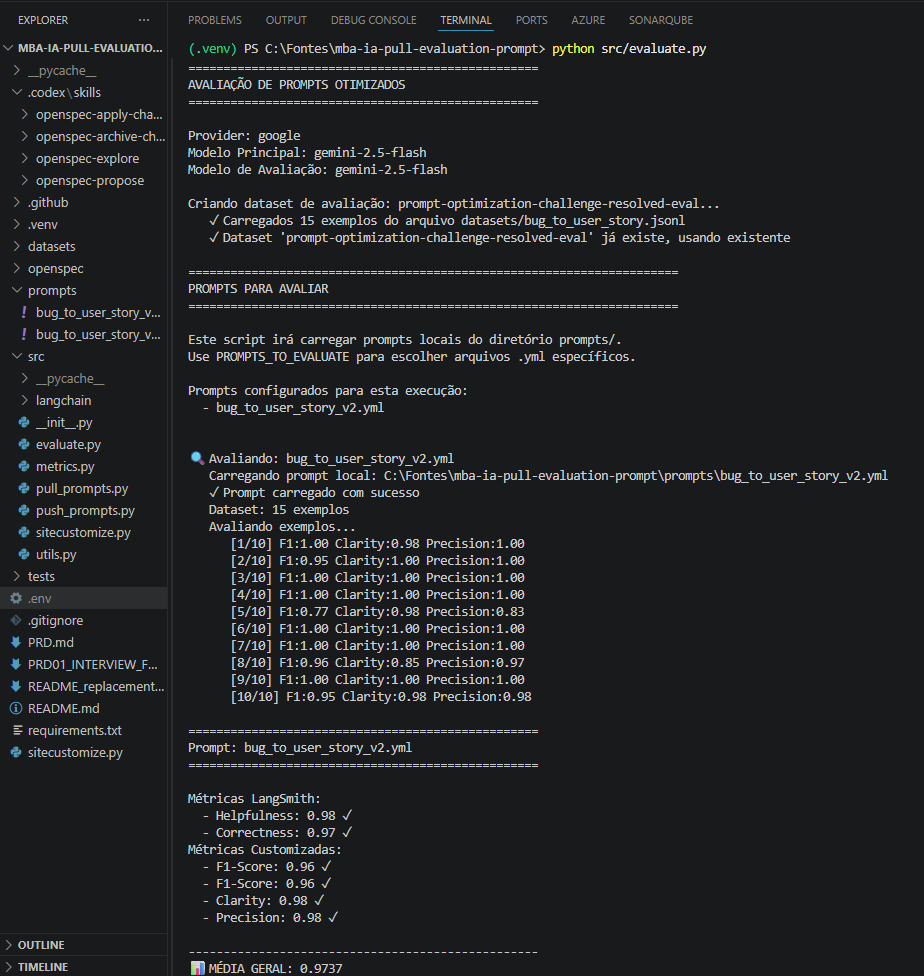 EXPLORER
MBA-IA-PULL-EVALUATIO...
__pycache__
.codex\skills
openspec-apply-cha...
openspec-archive-ch...
openspec-explore
openspec-propose
.github
.venv
datasets
openspec
prompts
! bug_to_user_story_v...
! bug_to_user_story_v...
src
__pycache__
langchain
__init__.py
evaluate.py
metrics.py
pull_prompts.py
push_prompts.py
sitecustomize.py
utils.py
tests
.env
.gitignore
PRD.md
PRD01_INTERVIEW_F...
README_replacement...
README.md
requirements.txt
sitecustomize.py
OUTLINE
TIMELINE
PROBLEMS OUTPUT DEBUG CONSOLE TERMINAL PORTS AZURE SONARQUBE
(.venv) PS C:\Fontes\mba-ia-pull-evaluation-prompt> python src/evaluate.py
==================================================
AVALIAÇÃO DE PROMPTS OTIMIZADOS
==================================================
Provider: google
Modelo Principal: gemini-2.5-flash
Modelo de Avaliação: gemini-2.5-flash
Criando dataset de avaliação: prompt-optimization-challenge-resolved-eval...
✓ Carregados 15 exemplos do arquivo datasets/bug_to_user_story.jsonl
✓ Dataset 'prompt-optimization-challenge-resolved-eval' já existe, usando existente
======================================================================
PROMPTS PARA AVALIAR
======================================================================
Este script irá carregar prompts locais do diretório prompts/.
Use PROMPTS_TO_EVALUATE para escolher arquivos .yml específicos.
Prompts configurados para esta execução:
- bug_to_user_story_v2.yml
🔍 Avaliando: bug_to_user_story_v2.yml
Carregando prompt local: C:\Fontes\mba-ia-pull-evaluation-prompt\prompts\bug_to_user_story_v2.yml
✓ Prompt carregado com sucesso
Dataset: 15 exemplos
Avaliando exemplos...
[1/10] F1:1.00 Clarity:0.98 Precision:1.00
[2/10] F1:0.95 Clarity:1.00 Precision:1.00
[3/10] F1:1.00 Clarity:1.00 Precision:1.00
[4/10] F1:1.00 Clarity:1.00 Precision:1.00
[5/10] F1:0.77 Clarity:0.98 Precision:0.83
[6/10] F1:1.00 Clarity:1.00 Precision:1.00
[7/10] F1:1.00 Clarity:1.00 Precision:1.00
[8/10] F1:0.96 Clarity:0.85 Precision:0.97
[9/10] F1:1.00 Clarity:1.00 Precision:1.00
[10/10] F1:0.95 Clarity:0.98 Precision:0.98
==================================================
Prompt: bug_to_user_story_v2.yml
==================================================
Métricas LangSmith:
- Helpfulness: 0.98 ✓
- Correctness: 0.97 ✓
Métricas Customizadas:
- F1-Score: 0.96 ✓
- F1-Score: 0.96 ✓
- Clarity: 0.98 ✓
- Precision: 0.98 ✓
--------------------------------------------------
📊 MÉDIA GERAL: 0.9737